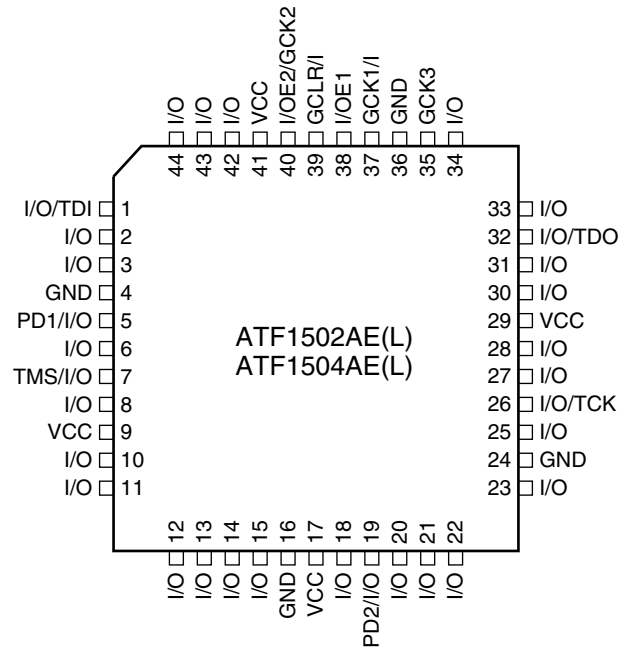 I/O
I/O
I/O
VCC
I/OE2/GCK2
GCLR/I
I/OE1
GCK1/I
GND
GCK3
I/O
44
43
42
41
40
39
38
37
36
35
34
I/O/TDI 1
I/O 2
I/O 3
GND 4
PD1/I/O 5
I/O 6
TMS/I/O 7
I/O 8
VCC 9
I/O 10
I/O 11
ATF1502AE(L)
ATF1504AE(L)
33 I/O
32 I/O/TDO
31 I/O
30 I/O
29 VCC
28 I/O
27 I/O
26 I/O/TCK
25 I/O
24 GND
23 I/O
12
13
14
15
16
17
18
19
20
21
22
I/O
I/O
I/O
I/O
GND
VCC
I/O
PD2/I/O
I/O
I/O
I/O